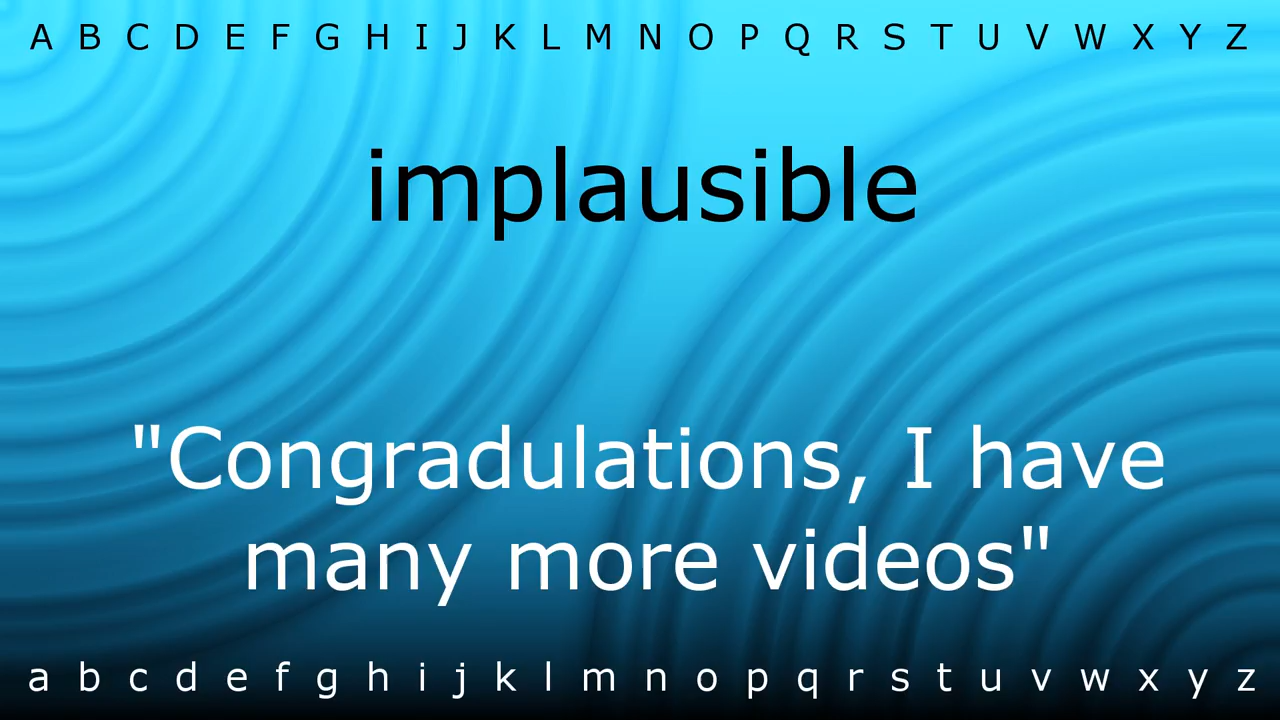 A B C D E F G H I J K L M N O P Q R S T U V W X Y Z
implausible
"Congradulations, I have
many more videos"
a b c d e f g h i j k l m n o p q r s t u v w x y z